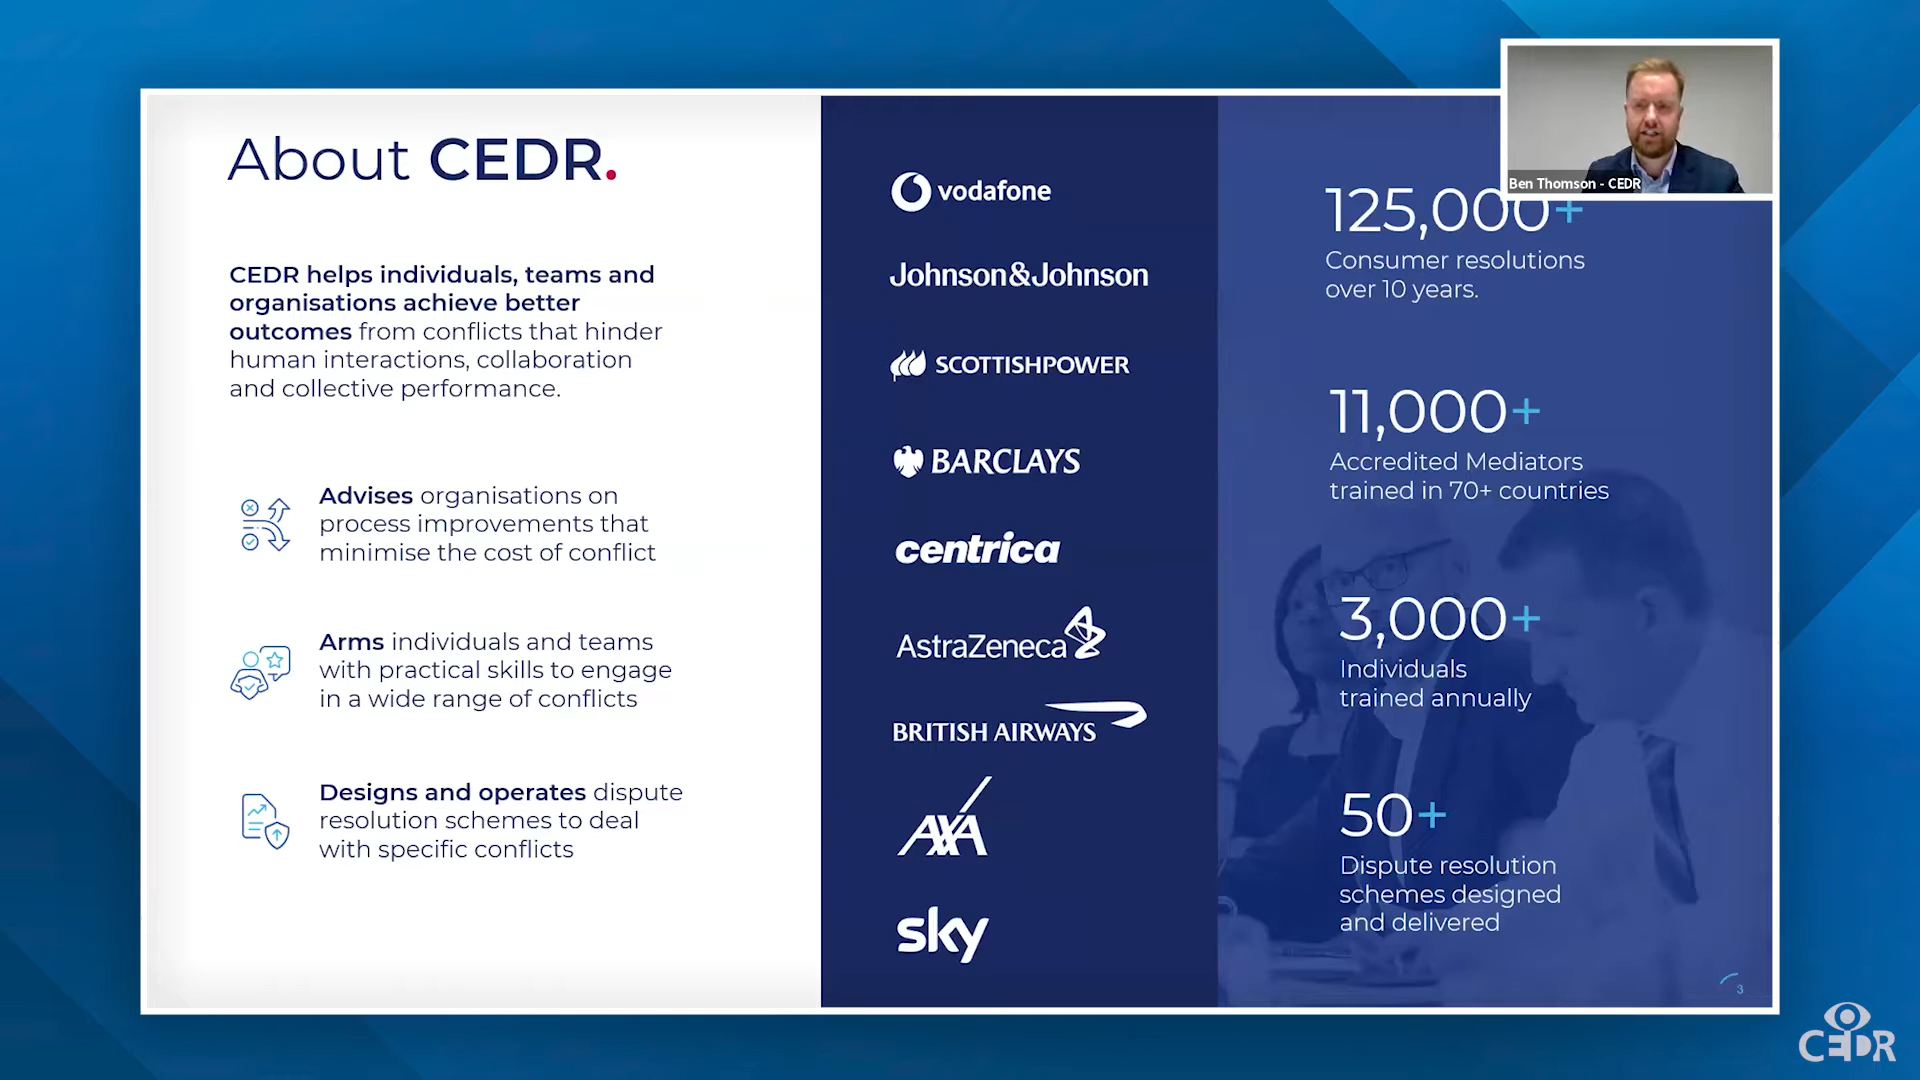 About CEDR.
CEDR helps individuals, teams and
organisations achieve better
outcomes from conflicts that hinder
human interactions, collaboration
and collective performance.
Advises organisations on
process improvements that
minimise the cost of conflict
Arms individuals and teams
with practical skills to engage
in a wide range of conflicts
Designs and operates dispute
resolution schemes to deal
with specific conflicts
vodafone
Johnson&Johnson
SCOTTISHPOWER
BARCLAYS
centrica
AstraZeneca
BRITISH AIRWAYS
AXA
sky
Ben Thomson - CEDR
125,000+
Consumer resolutions
over 10 years.
11,000+
Accredited Mediators
trained in 70+ countries
3,000+
Individuals
trained annually
50+
Dispute resolution
schemes designed
and delivered
3
CEDR